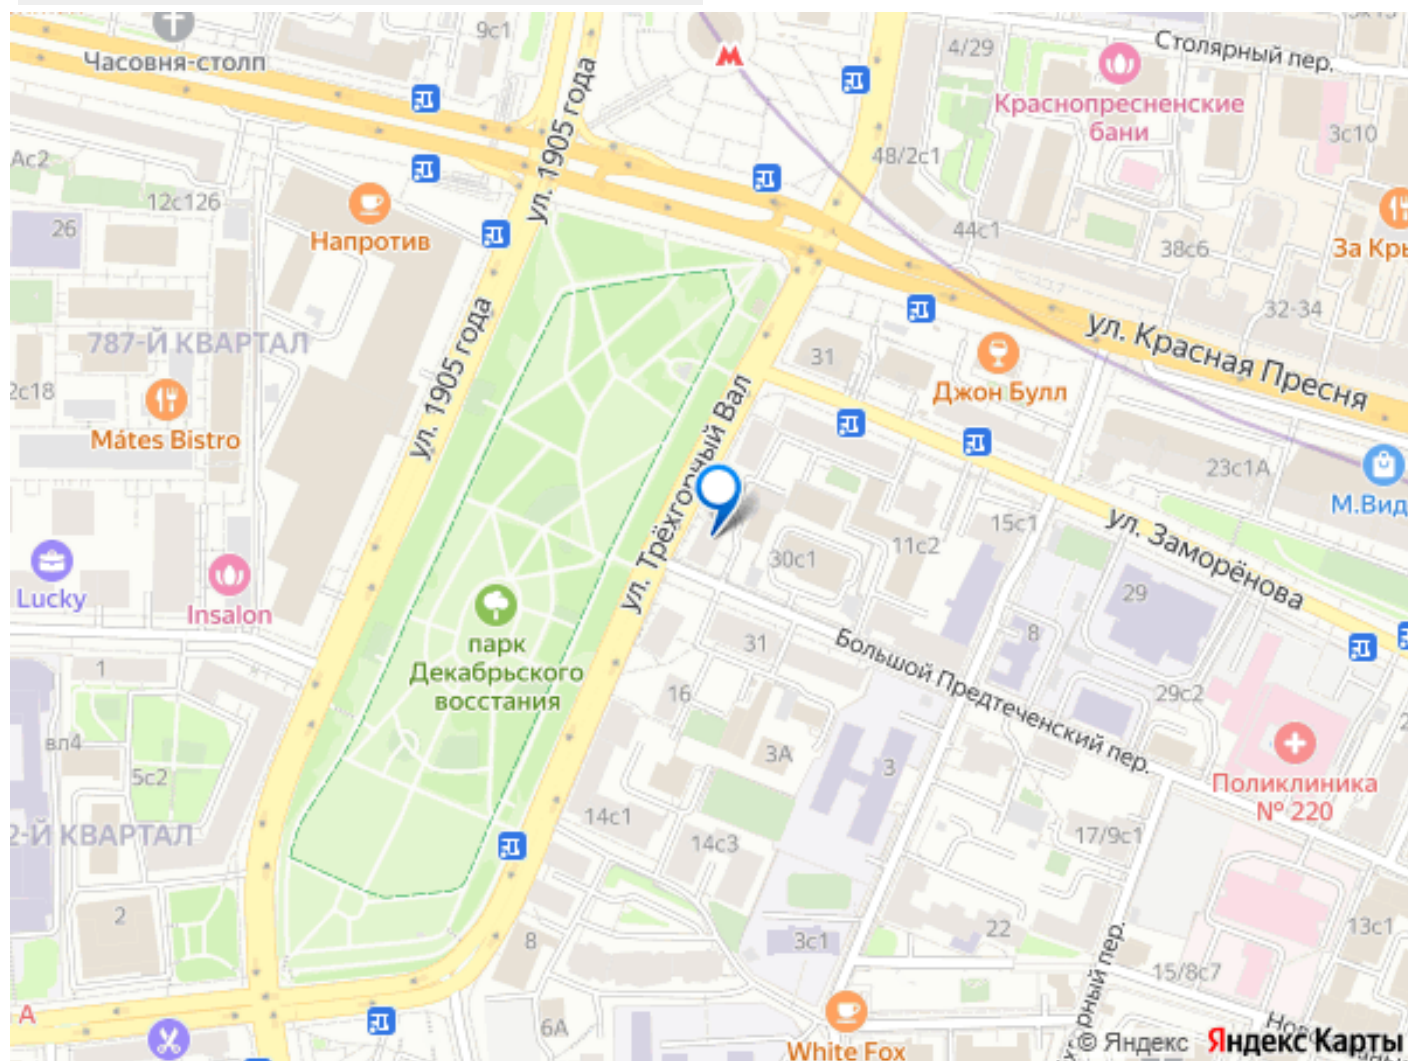 9с1
4/29
Столярный пер.
Часовня-столп
Краснопресненские
бани
3с10
ул. 1905 года
48/2с1
Ас2
12с126
26
Напротив
44с1
38с6
За Кры
32-34
787-Й КВАРТАЛ
ул. 1905 года
31
ул. Красная Пресня
2с18
Джон Булл
Mátes Bistro
ул. Трёхгорный Вал
23с1А
М.Вид
15с1
ул. Заморёнова
30с1
11с2
Lucky
Insalon
29
8
парк
Декабрьского
восстания
31
Большой Предтеченский пер.
1
16
29с2
вл4
5с2
3А
3
Поликлиника
№ 220
2-Й КВАРТАЛ
14с1
14с3
17/9с1
2
8
3с1
22
13с1
15/8с7
А
6А
White Fox
© Яндекс Яндекс Карты